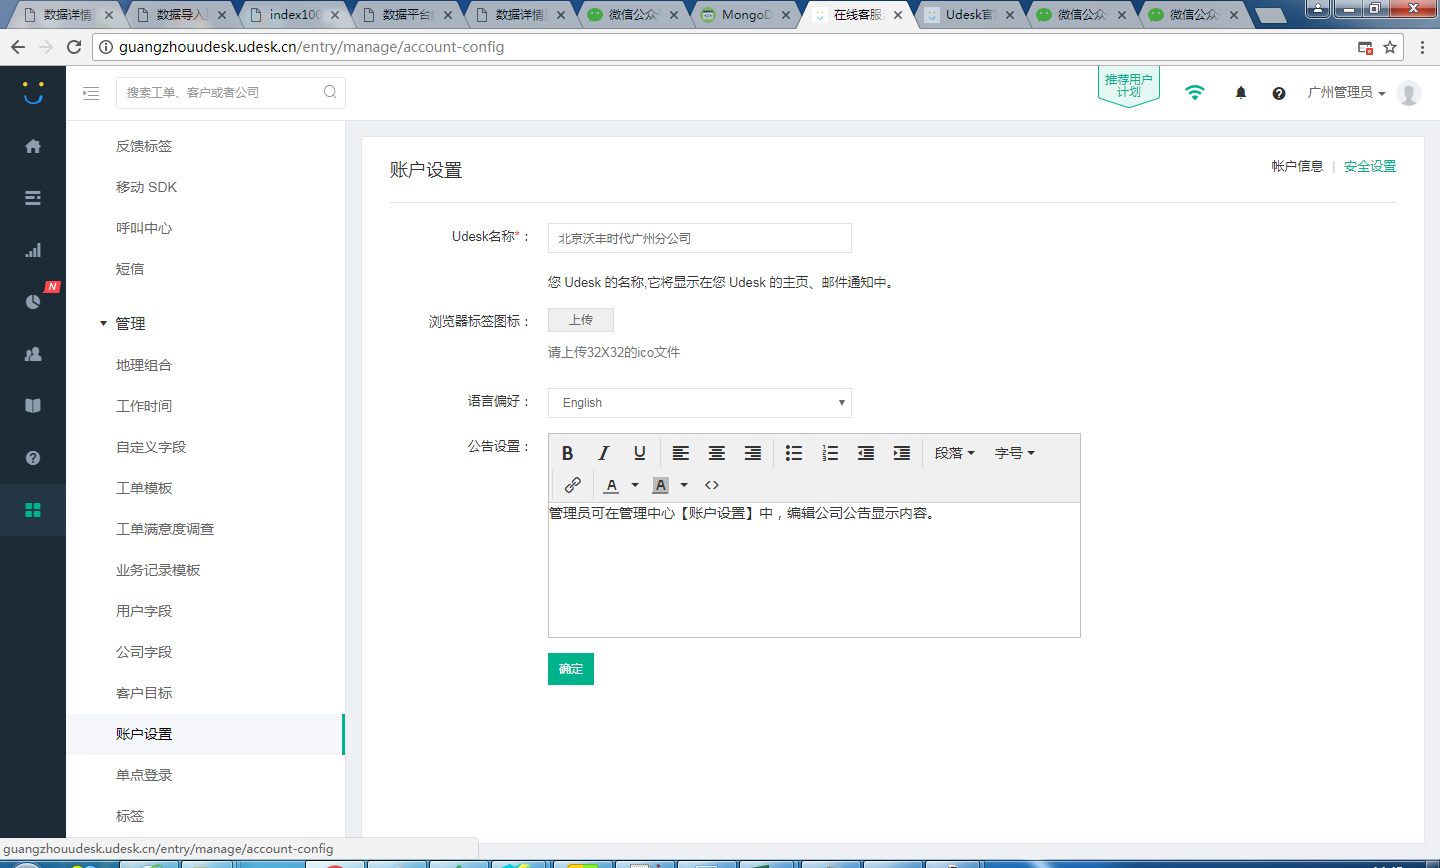 数据详情
数据导入
index100
数据平台
数据详情
微信公众
微信公众
微信公众
MongoD
在线客服
Udesk官
guangzhouudesk.udesk.cn/entry/manage/account-config
搜索工单、客户或者公司
推荐用户
计划
广州管理员
N
反馈标签
移动 SDK
呼叫中心
短信
管理
地理组合
工作时间
自定义字段
工单模板
工单满意度调查
业务记录模板
用户字段
公司字段
客户目标
账户设置
单点登录
标签
账户设置
帐户信息 | 安全设置
Udesk名称*：
北京沃丰时代广州分公司
您 Udesk 的名称,它将显示在您 Udesk 的主页、邮件通知中。
浏览器标签图标：
上传
请上传32X32的ico文件
语言偏好：
English
公告设置：
B I U
段落
字号
A A <>
管理员可在管理中心【账户设置】中，编辑公司公告显示内容。
确定
guangzhouudesk.udesk.cn/entry/manage/account-config